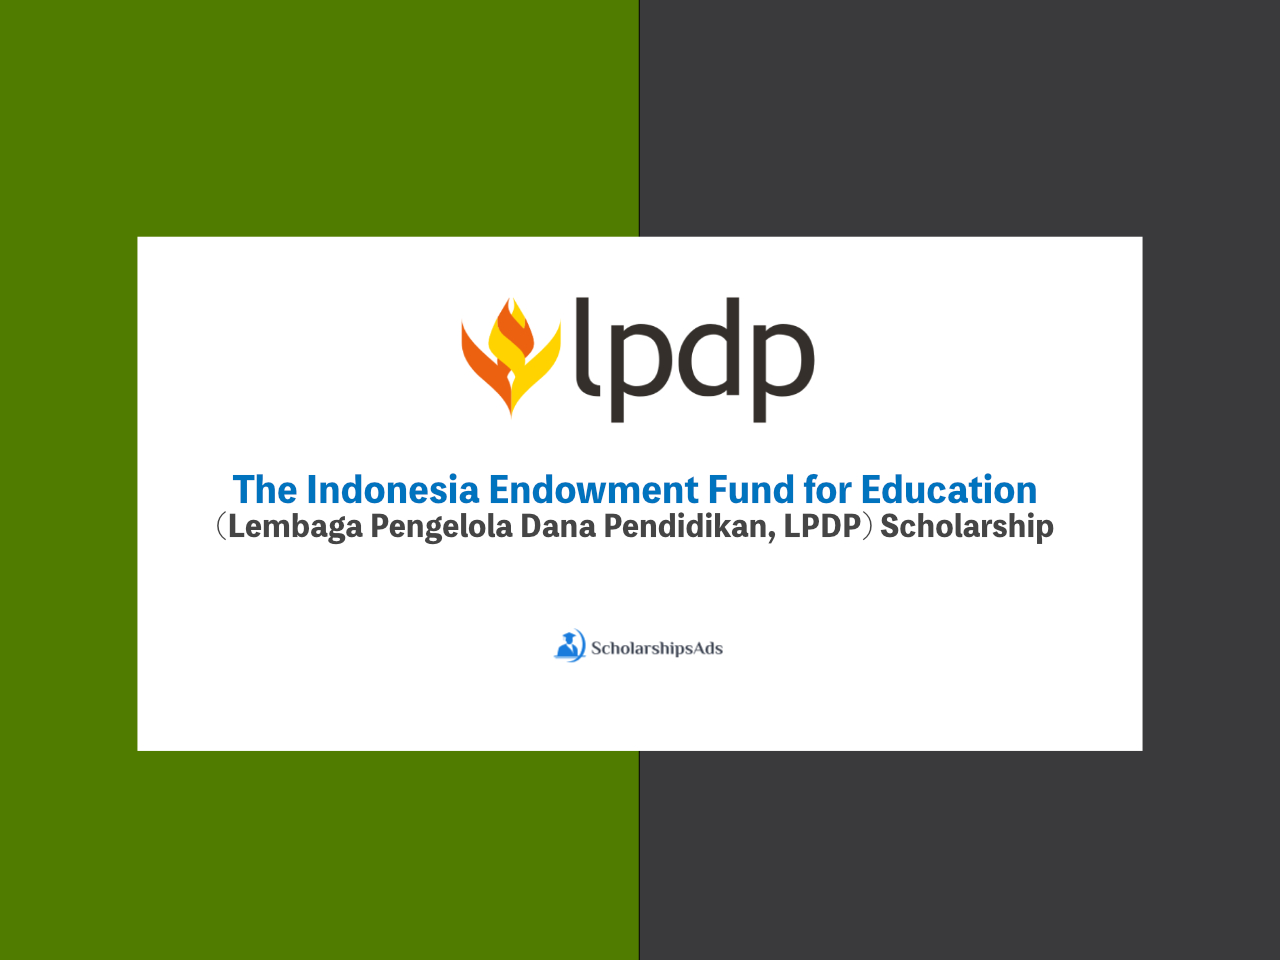 lpdp
The Indonesia Endowment Fund for Education
（Lembaga Pengelola Dana Pendidikan, LPDP）Scholarship
ScholarshipsAds